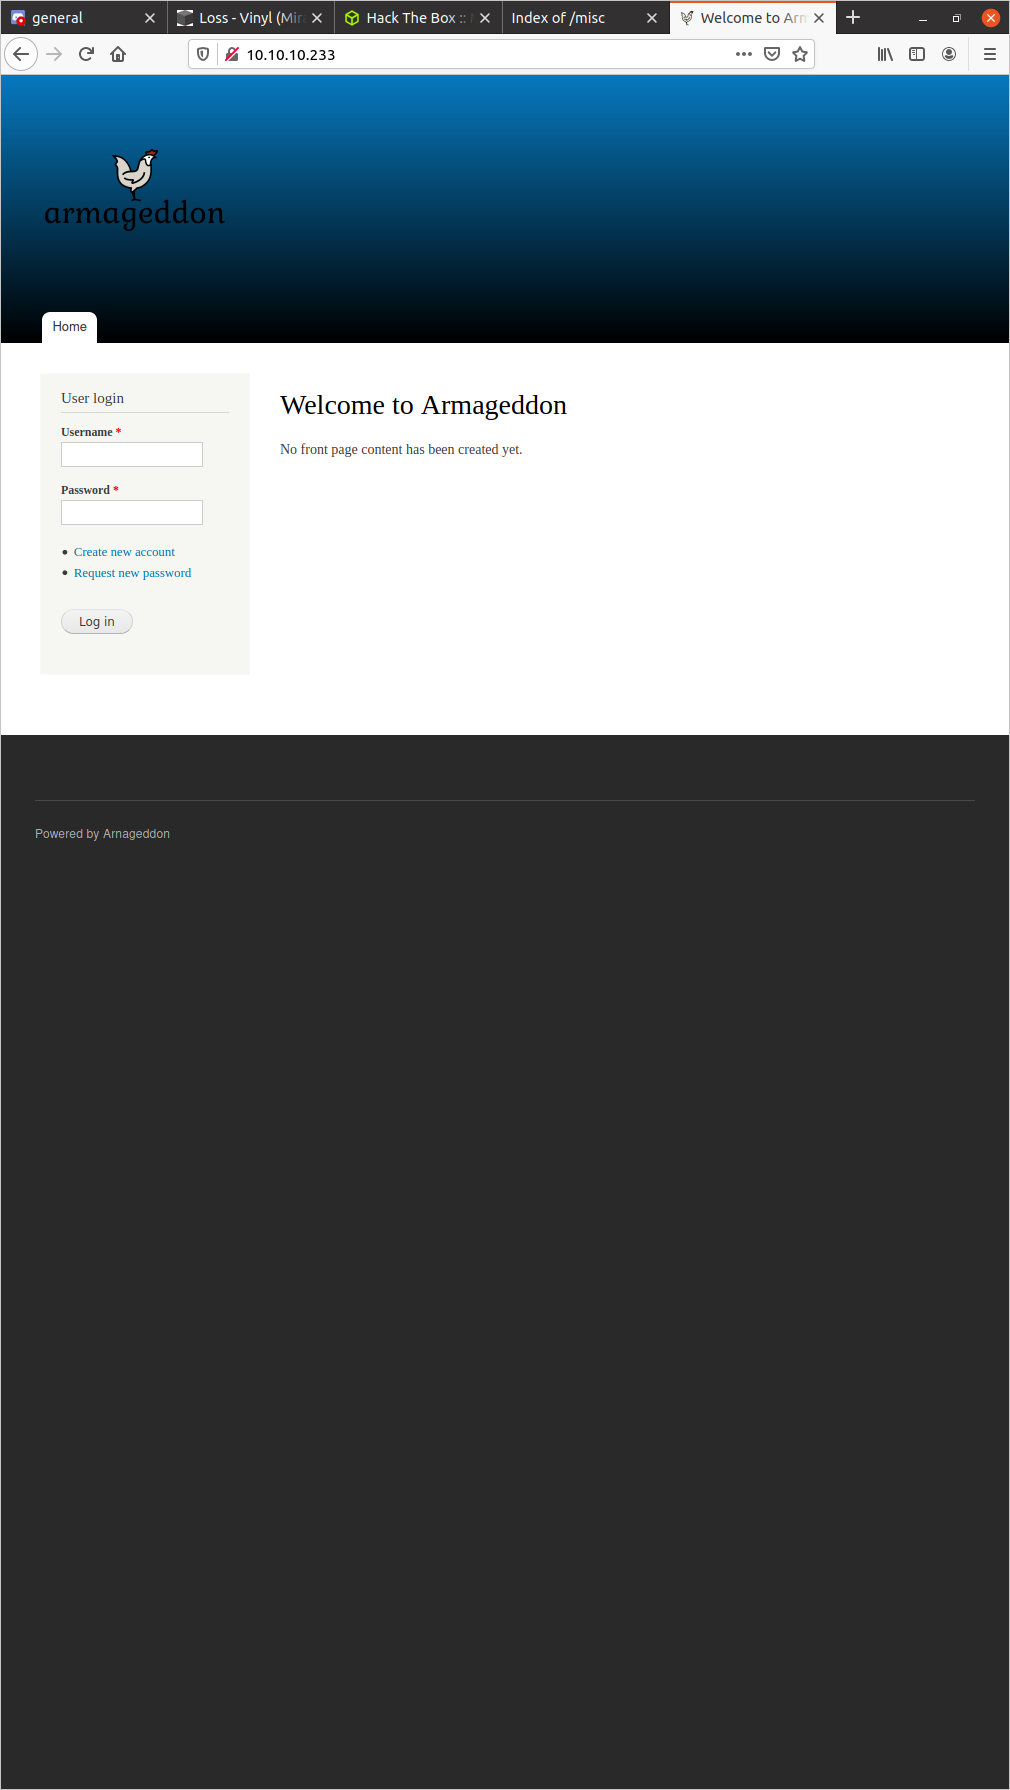 general
Loss - Vinyl (Mir
Hack The Box ::
Index of /misc
Welcome to Arm
10.10.10.233
armageddon
Home
User login
Username *
Password *
Create new account
Request new password
Log in
Welcome to Armageddon
No front page content has been created yet.
Powered by Arnageddon